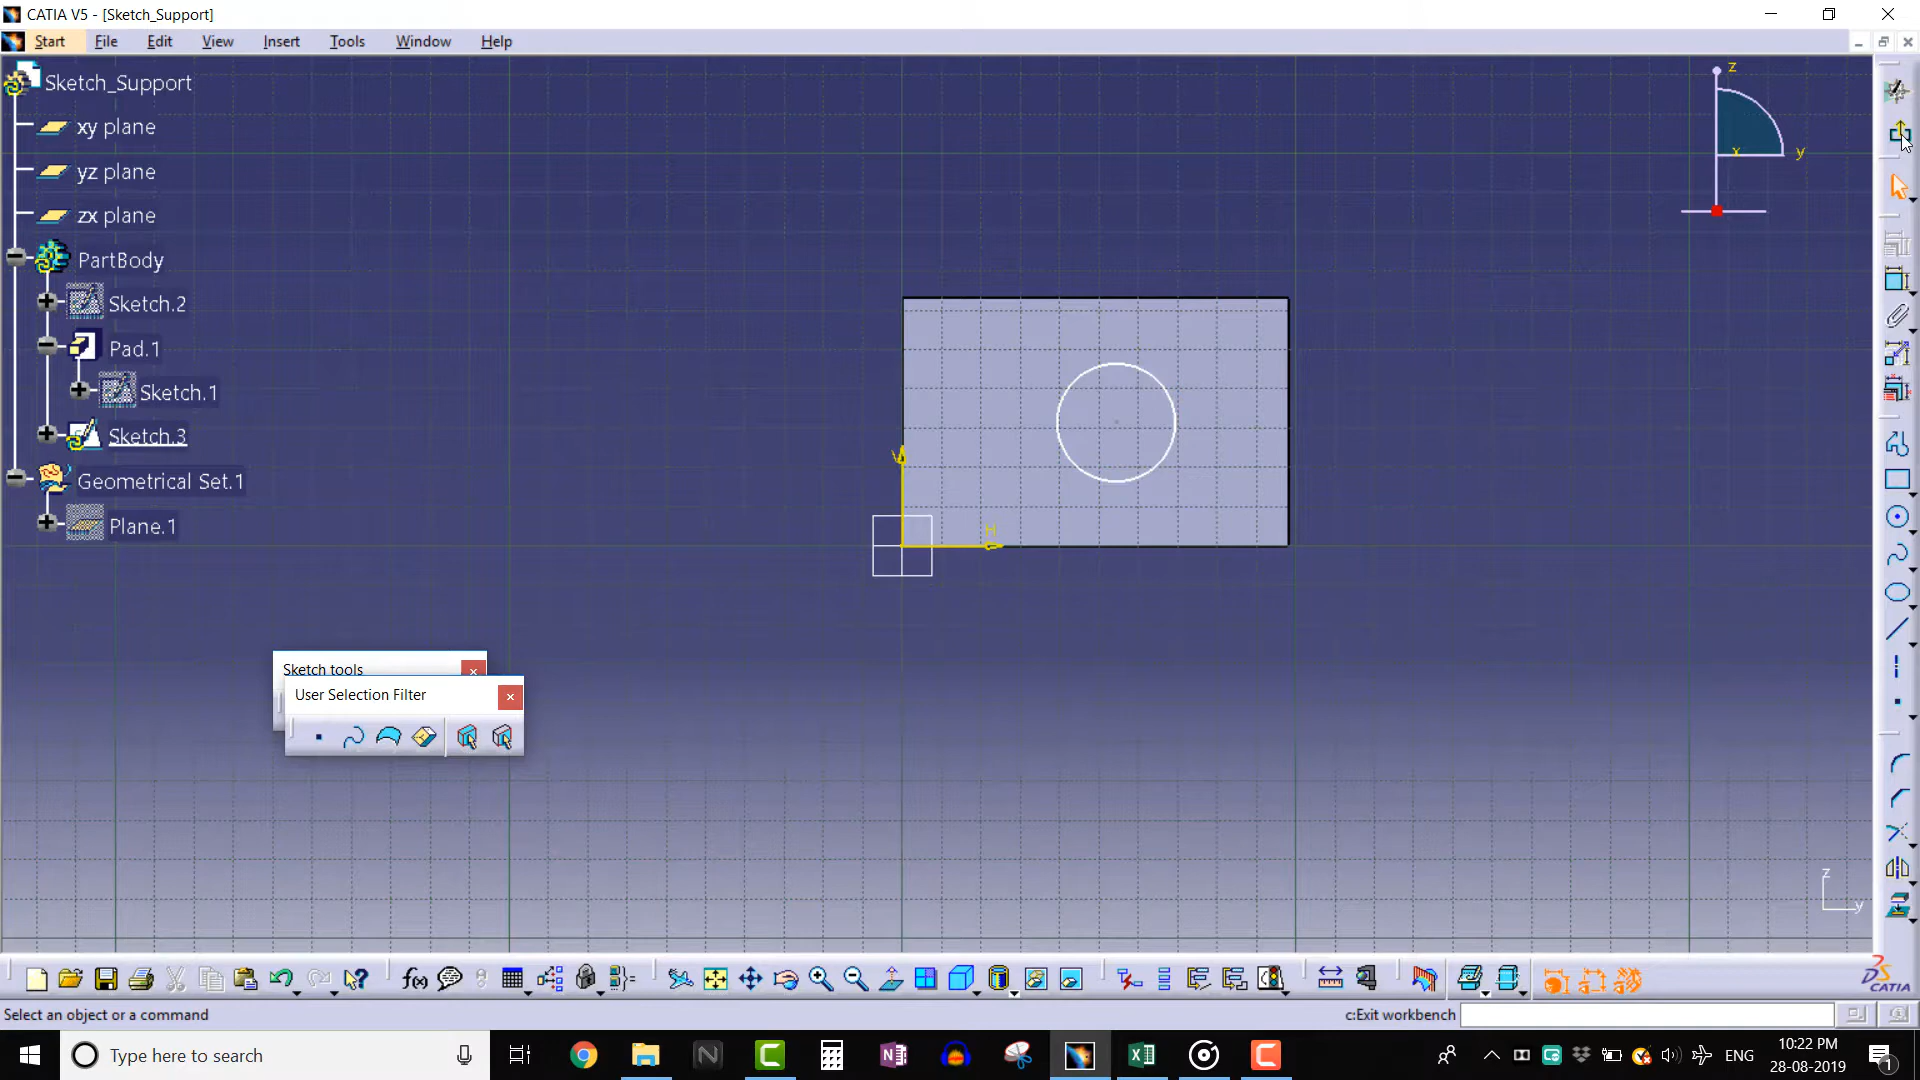 CATIA V5 - [Sketch_Support]
Start File Edit View Insert Tools Window Help
Sketch_Support
xy plane
yz plane
zx plane
PartBody
Sketch.2
Pad.1
Sketch.1
Sketch.3
Geometrical Set.1
Plane.1
z
x
y
V
H
Sketch tools
User Selection Filter
z
y
f(x)
CATIA
Select an object or a command
c:Exit workbench
Type here to search
ENG
10:22 PM
28-08-2019
1